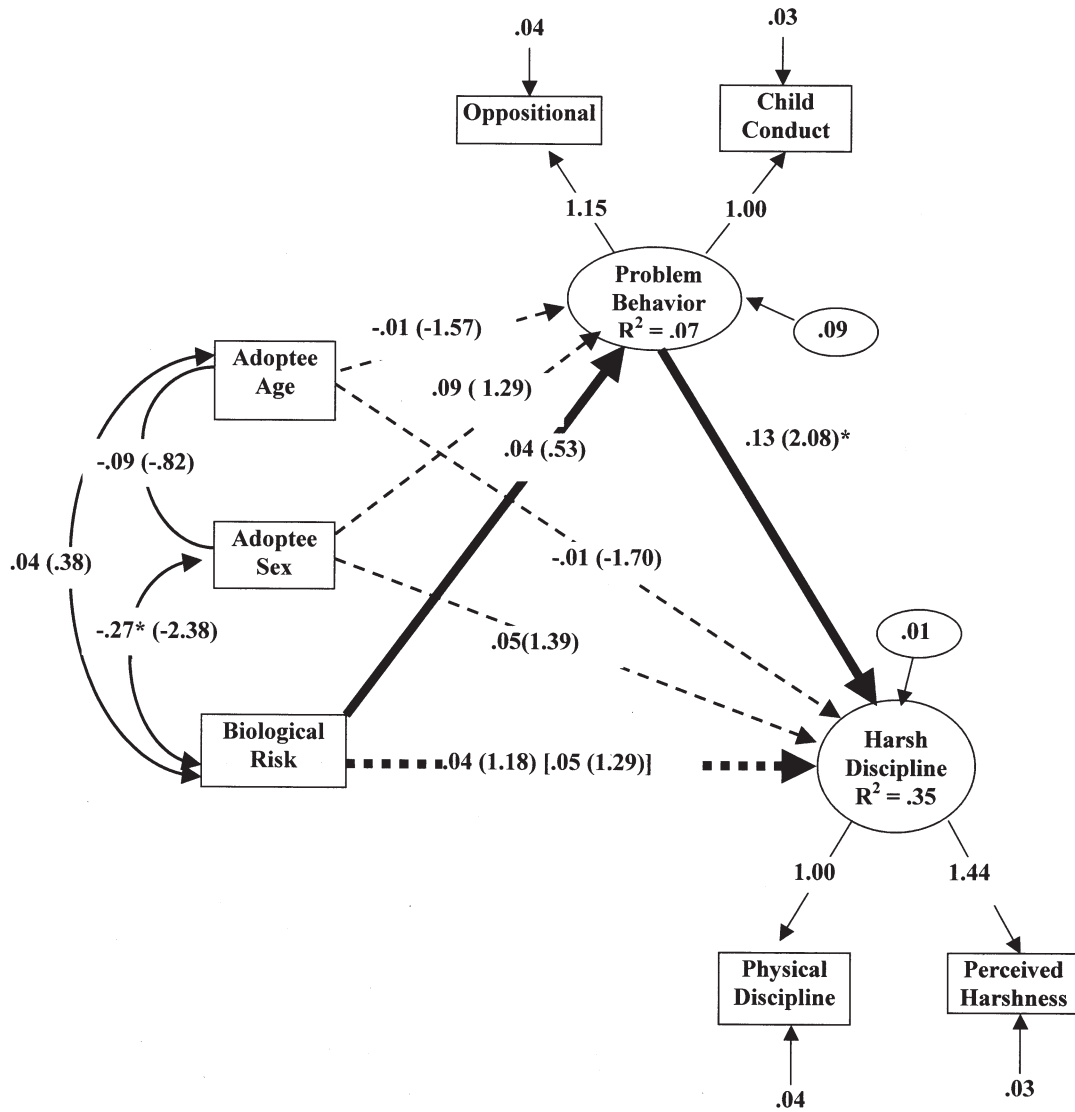 .04
.03
Oppositional
Child
Conduct
1.15
1.00
Problem
Behavior
R² = .07
.09
-.01 (-1.57)
Adoptee
Age
.09 ( 1.29)
.13 (2.08)*
-.09 (-.82)
.04 (.53)
Adoptee
Sex
.04 (.38)
-.01 (-1.70)
-.27* (-2.38)
.05(1.39)
.01
Biological
Risk
.04 (1.18) [.05 (1.29)]
Harsh
Discipline
R² = .35
1.00
1.44
Physical
Discipline
Perceived
Harshness
.04
.03